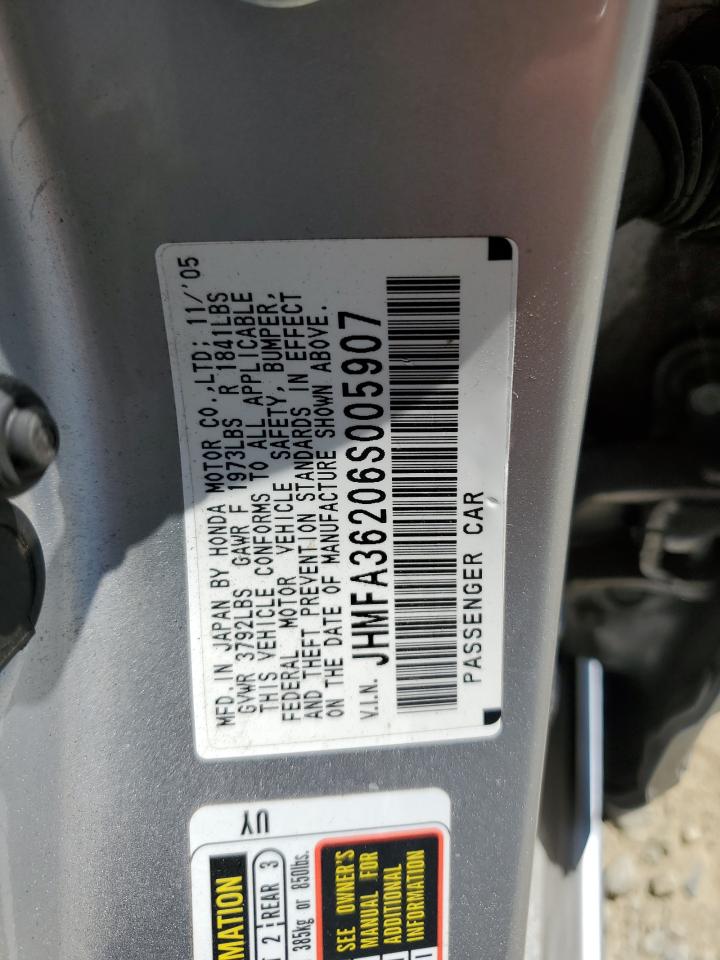 MFD. IN JAPAN BY HONDA MOTOR CO.,LTD; 11/'05
GVWR 3792LBS GAWR F 1973LBS R 1841LBS
THIS VEHICLE CONFORMS TO ALL APPLICABLE
FEDERAL MOTOR VEHICLE SAFETY, BUMPER,
AND THEFT PREVENTION STANDARDS IN EFFECT
ON THE DATE OF MANUFACTURE SHOWN ABOVE.
V.I.N. JHMFA36206S005907
PASSENGER CAR
UY
2 REAR 3
385kg or 850lbs.
SEE OWNER'S
MANUAL FOR
ADDITIONAL
INFORMATION